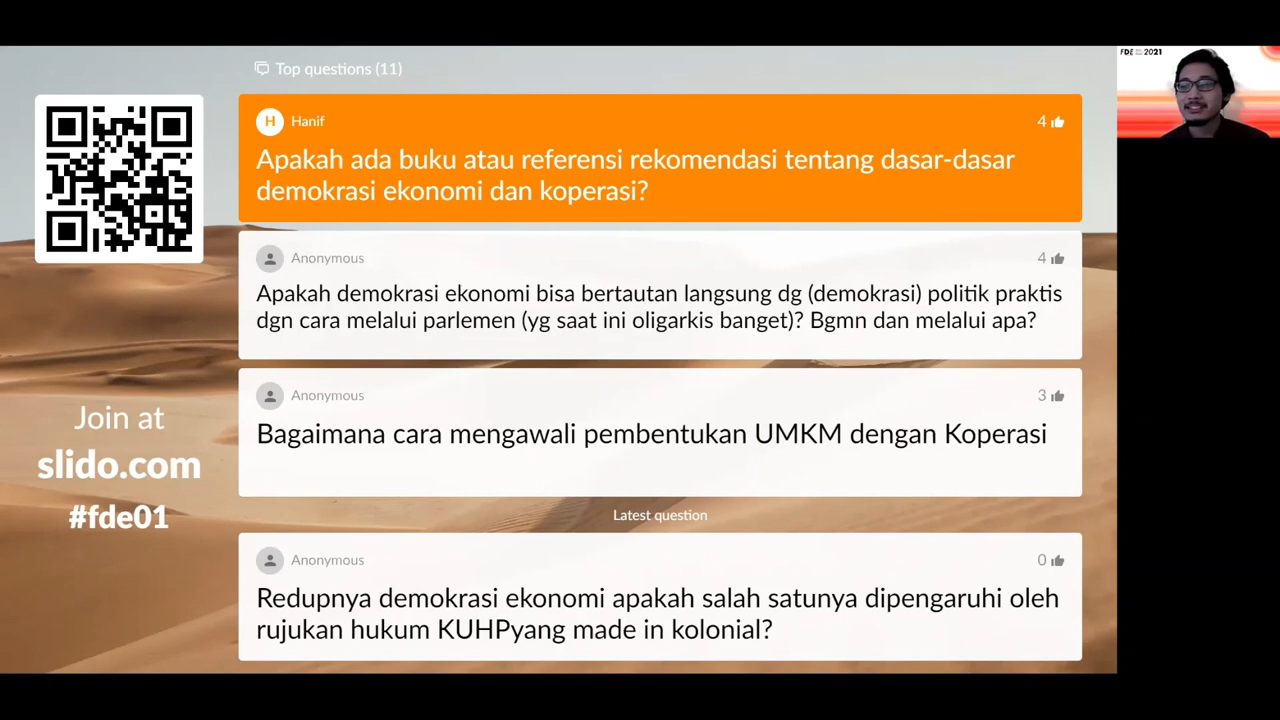 Top questions (11)
H Hanif 4
Apakah ada buku atau referensi rekomendasi tentang dasar-dasar
demokrasi ekonomi dan koperasi?
Anonymous 4
Apakah demokrasi ekonomi bisa bertautan langsung dg (demokrasi) politik praktis
dgn cara melalui parlemen (yg saat ini oligarkis banget)? Bgmn dan melalui apa?
Anonymous 3
Bagaimana cara mengawali pembentukan UMKM dengan Koperasi
Latest question
Anonymous 0
Redupnya demokrasi ekonomi apakah salah satunya dipengaruhi oleh
rujukan hukum KUHPyang made in kolonial?
Join at
slido.com
#fde01
FDE 2021